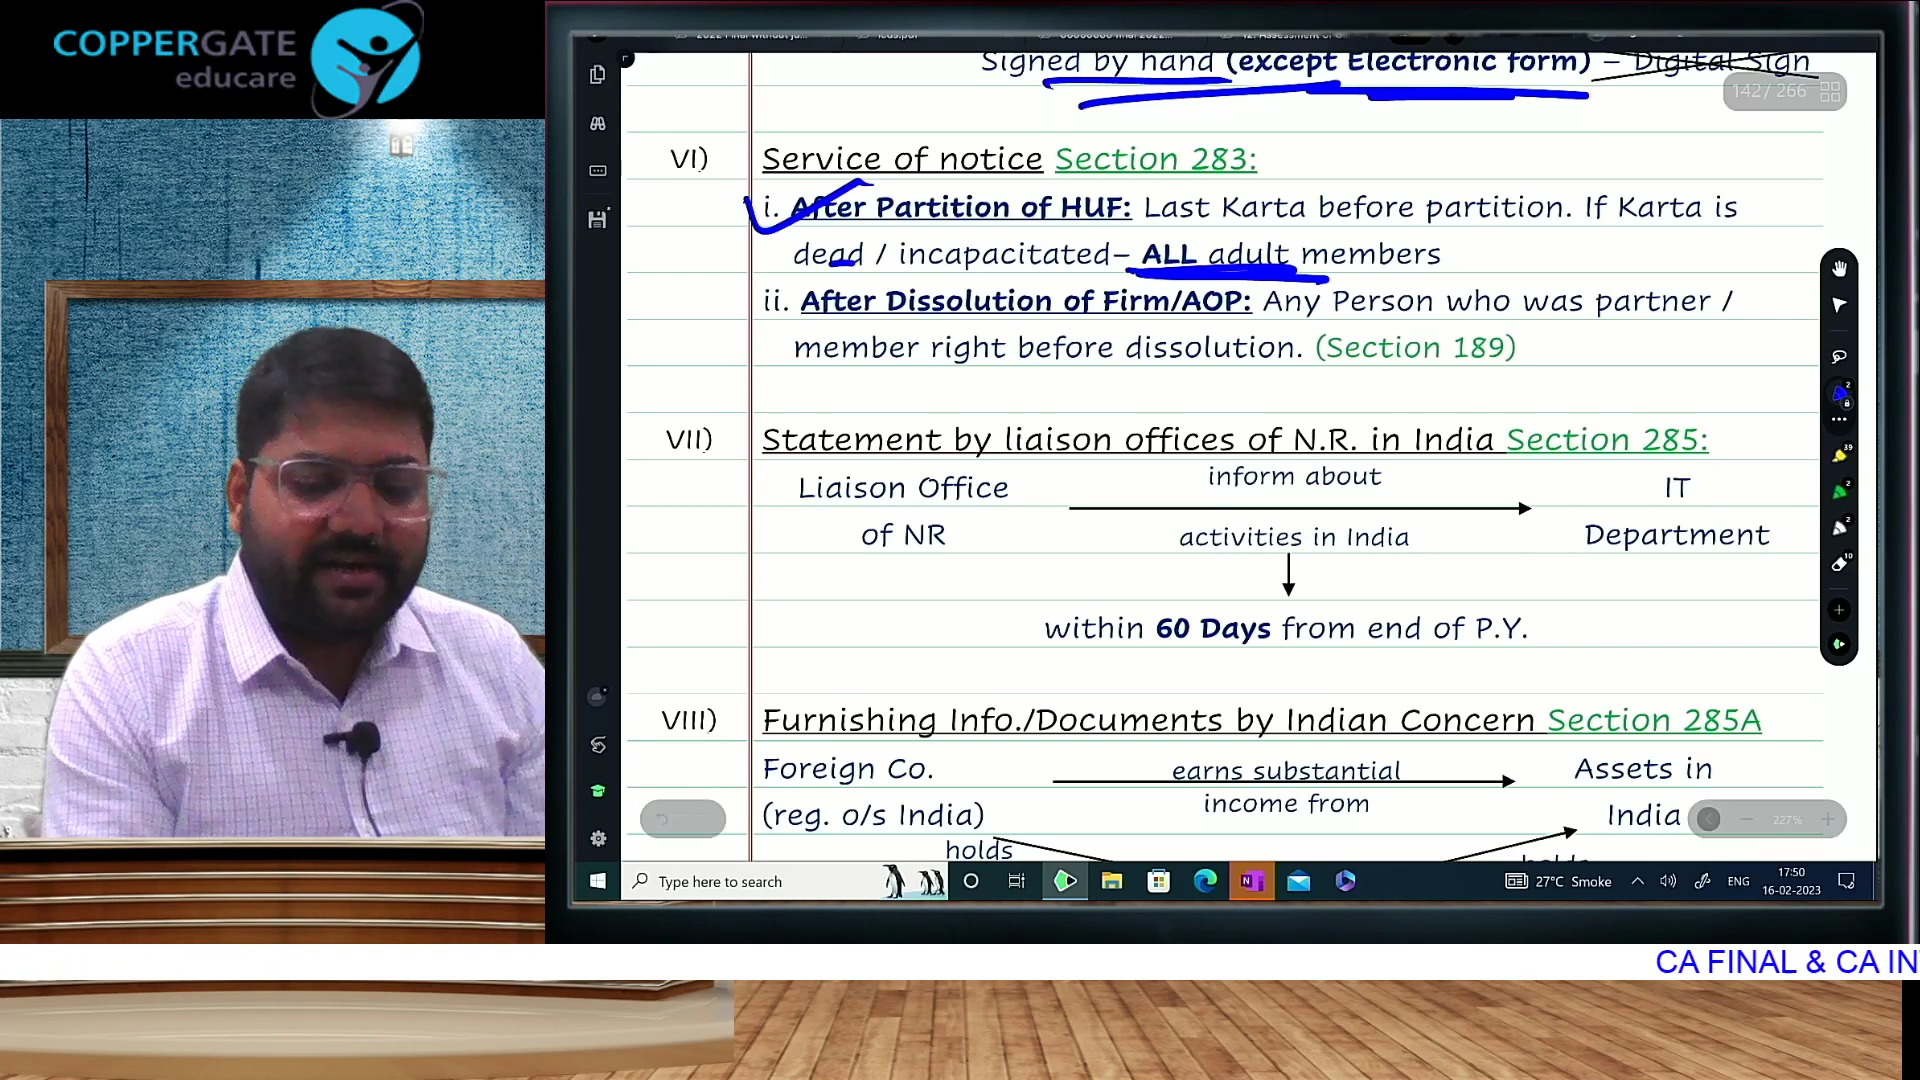 COPPERGATE
educare
Signed by hand (except Electronic form) – Digital Sign
142 / 266
VI) Service of notice Section 283:
i. After Partition of HUF: Last Karta before partition. If Karta is
dead / incapacitated– ALL adult members
ii. After Dissolution of Firm/AOP: Any Person who was partner /
member right before dissolution. (Section 189)
VII) Statement by liaison offices of N.R. in India Section 285:
inform about
Liaison Office IT
of NR activities in India Department
within 60 Days from end of P.Y.
VIII) Furnishing Info./Documents by Indian Concern Section 285A
Foreign Co. earns substantial Assets in
(reg. o/s India) income from India
227%
holds
Type here to search
27°C Smoke
ENG
17:50
16-02-2023
CA FINAL & CA IN